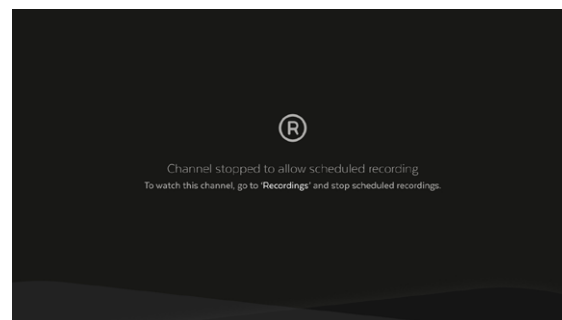 R
Channel stopped to allow scheduled recording
To watch this channel, go to 'Recordings' and stop scheduled recordings.